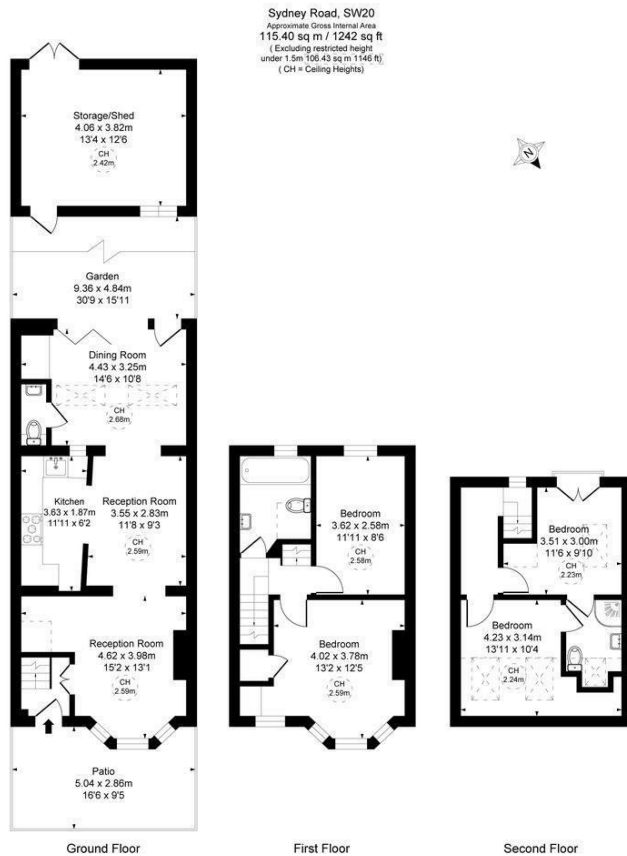 Sydney Road, SW20
Approximate Gross Internal Area
115.40 sq m / 1242 sq ft
( Excluding restricted height
under 1.5m 106.43 sq m 1146 ft)
( CH = Ceiling Heights)
N
Storage/Shed
4.06 x 3.82m
13'4 x 12'6
CH
2.42m
Garden
9.36 x 4.84m
30'9 x 15'11
Dining Room
4.43 x 3.25m
14'6 x 10'8
CH
2.68m
Kitchen
3.63 x 1.87m
11'11 x 6'2
Reception Room
3.55 x 2.83m
11'8 x 9'3
CH
2.59m
Reception Room
4.62 x 3.98m
15'2 x 13'1
CH
2.59m
Patio
5.04 x 2.86m
16'6 x 9'5
Ground Floor
Bedroom
3.62 x 2.58m
11'11 x 8'6
CH
2.58m
Bedroom
4.02 x 3.78m
13'2 x 12'5
CH
2.59m
First Floor
Bedroom
3.51 x 3.00m
11'6 x 9'10
CH
2.23m
Bedroom
4.23 x 3.14m
13'11 x 10'4
CH
2.24m
Second Floor